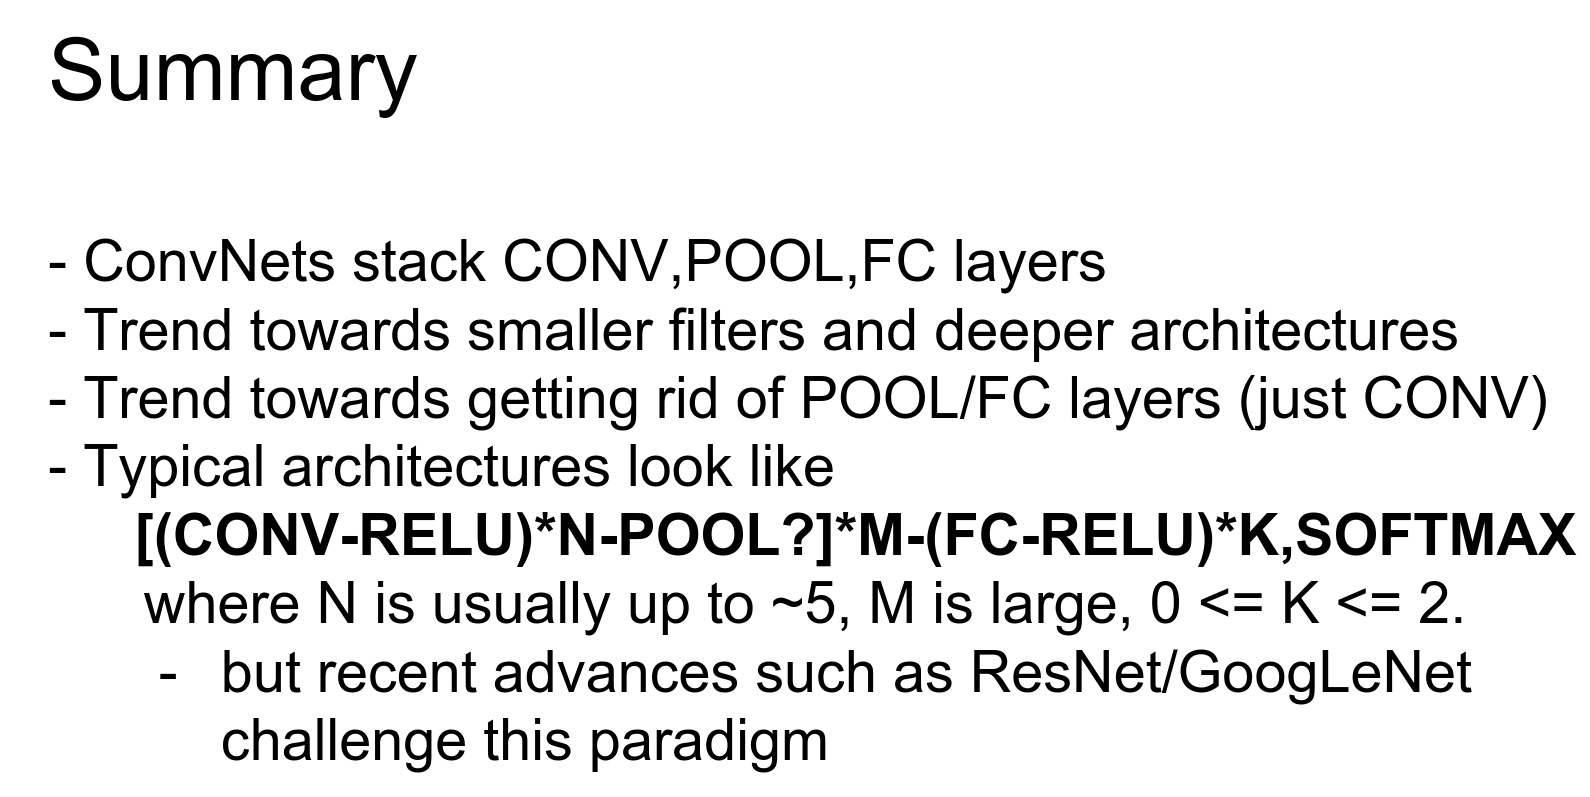 Summary
- ConvNets stack CONV,POOL,FC layers
- Trend towards smaller filters and deeper architectures
- Trend towards getting rid of POOL/FC layers (just CONV)
- Typical architectures look like
[(CONV-RELU)*N-POOL?]*M-(FC-RELU)*K,SOFTMAX
where N is usually up to ~5, M is large, 0 <= K <= 2.
- but recent advances such as ResNet/GoogLeNet
challenge this paradigm